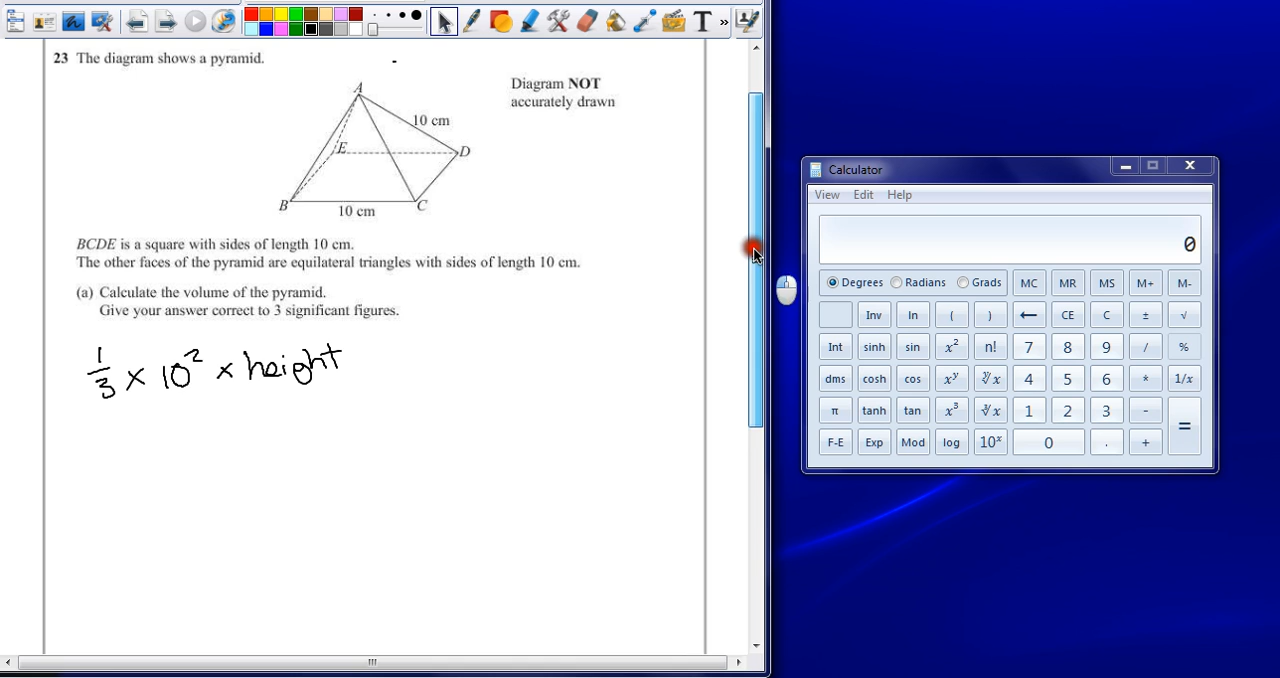 23 The diagram shows a pyramid.
Diagram NOT
accurately drawn
A
10 cm
E
D
B
C
10 cm
BCDE is a square with sides of length 10 cm.
The other faces of the pyramid are equilateral triangles with sides of length 10 cm.
(a) Calculate the volume of the pyramid.
Give your answer correct to 3 significant figures.
1/3 × 10² × height
T »
Calculator
View Edit Help
0
Degrees Radians Grads MC MR MS M+ M-
Inv ln ( ) ← CE C ± √
Int sinh sin x² n! 7 8 9 / %
dms cosh cos xʸ ʸ√x 4 5 6 * 1/x
π tanh tan x³ ³√x 1 2 3 - =
F-E Exp Mod log 10ˣ 0 . +